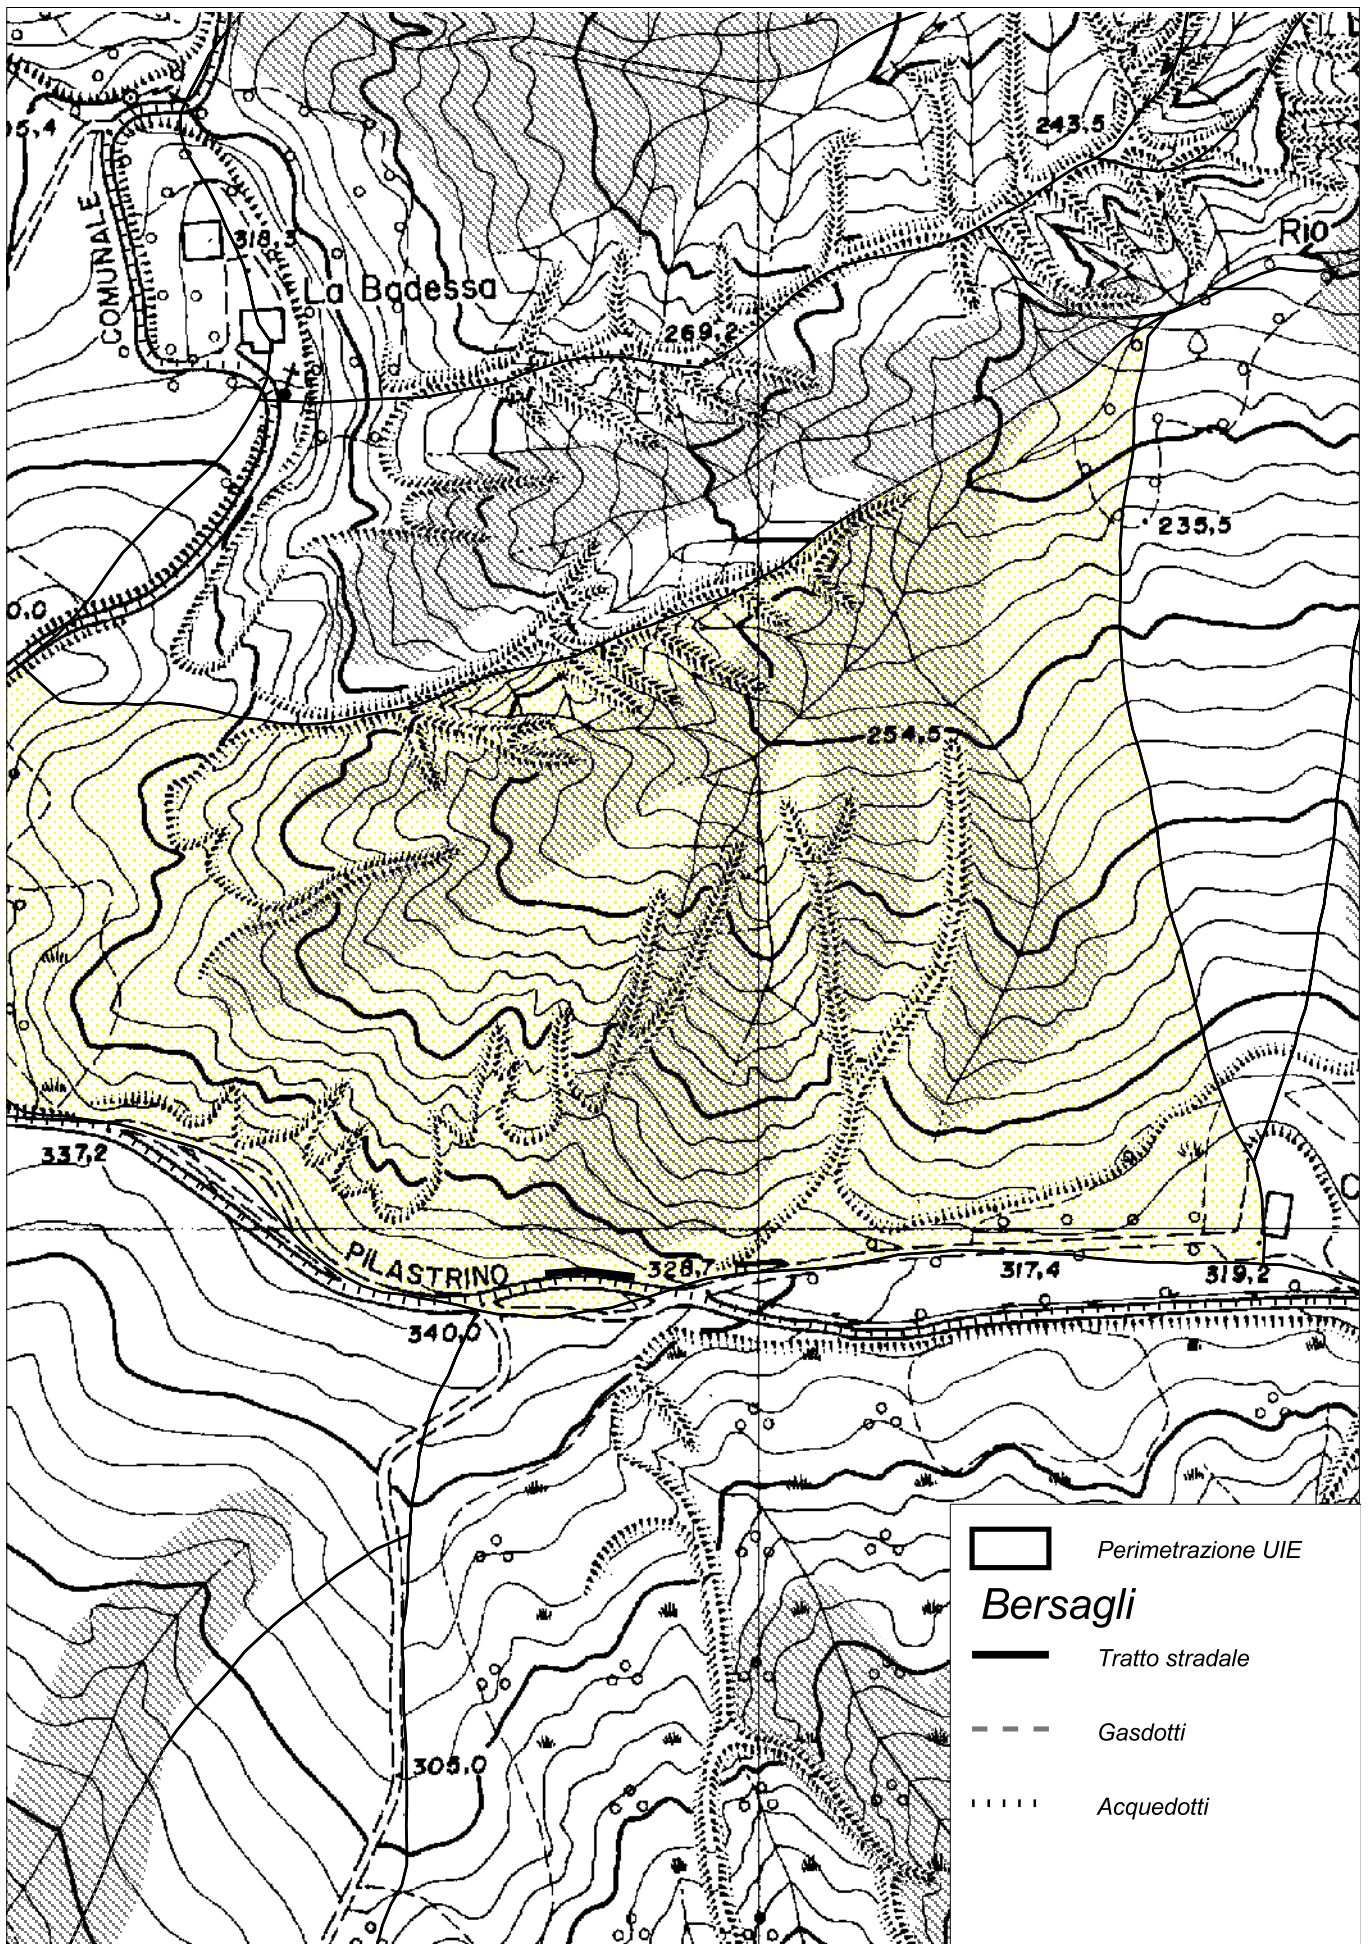 5,4
243,5
COMUNALE
318,3
Rio
La Badessa
269,2
235,5
0,0
254,5
337,2
PILASTRINO
328,7
317,4
319,2
340,0
305,0
Perimetrazione UIE
Bersagli
Tratto stradale
Gasdotti
Acquedotti